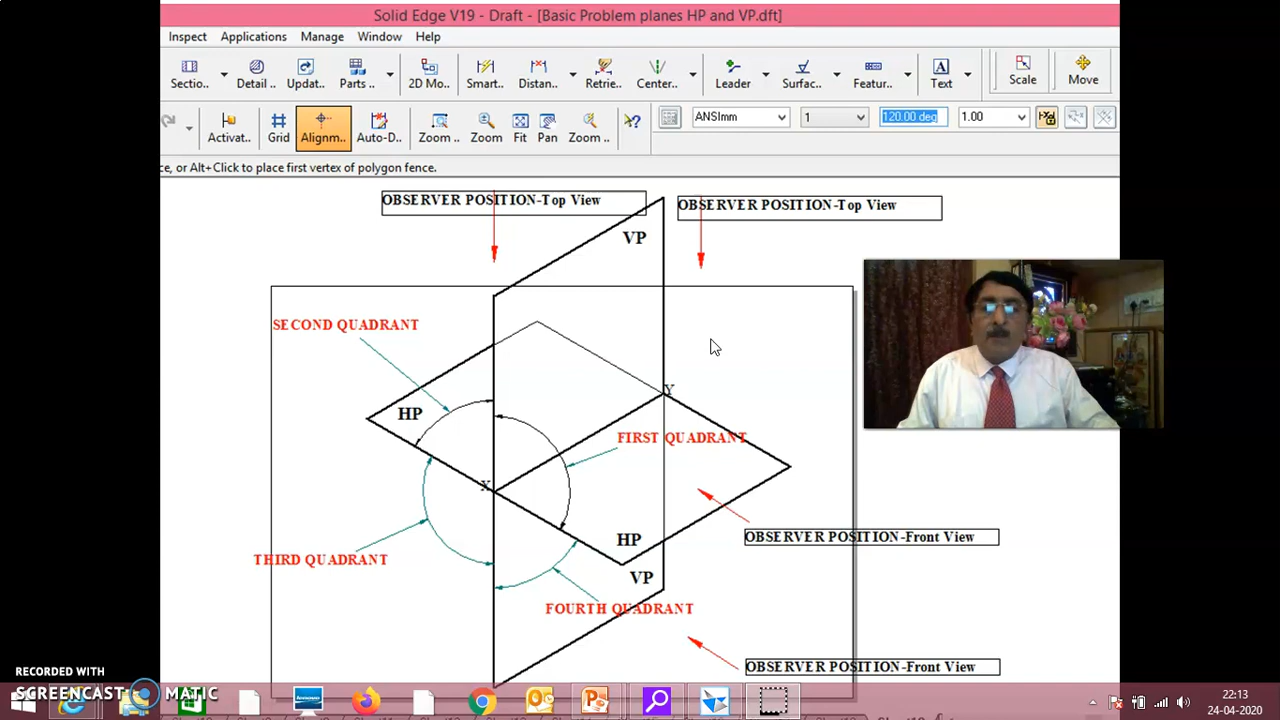 Solid Edge V19 - Draft - [Basic Problem planes HP and VP.dft]
Inspect Applications Manage Window Help
Sectio.. Detail .. Updat.. Parts .. 2D Mo.. Smart.. Distan.. Retrie.. Center.. Leader Surfac.. Featur.. Text Scale Move
Activat.. Grid Alignm.. Auto-D.. Zoom .. Zoom Fit Pan Zoom .. ANSImm 1 120.00 deg 1.00
ce, or Alt+Click to place first vertex of polygon fence.
OBSERVER POSITION-Top View
OBSERVER POSITION-Top View
VP
SECOND QUADRANT
Y
HP
FIRST QUADRANT
X
HP
OBSERVER POSITION-Front View
THIRD QUADRANT
VP
FOURTH QUADRANT
OBSERVER POSITION-Front View
RECORDED WITH
SCREENCAST MATIC
22:13
24-04-2020